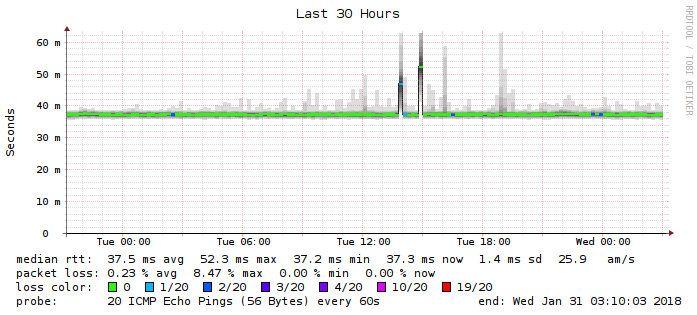 Last 30 Hours
RRDTOOL / TOBI OETIKER
Seconds
60 m
50 m
40 m
30 m
20 m
10 m
0
Tue 00:00 Tue 06:00 Tue 12:00 Tue 18:00 Wed 00:00
median rtt: 37.5 ms avg 52.3 ms max 37.2 ms min 37.3 ms now 1.4 ms sd 25.9 am/s
packet loss: 0.23 % avg 8.47 % max 0.00 % min 0.00 % now
loss color: 0 1/20 2/20 3/20 4/20 10/20 19/20
probe: 20 ICMP Echo Pings (56 Bytes) every 60s end: Wed Jan 31 03:10:03 2018